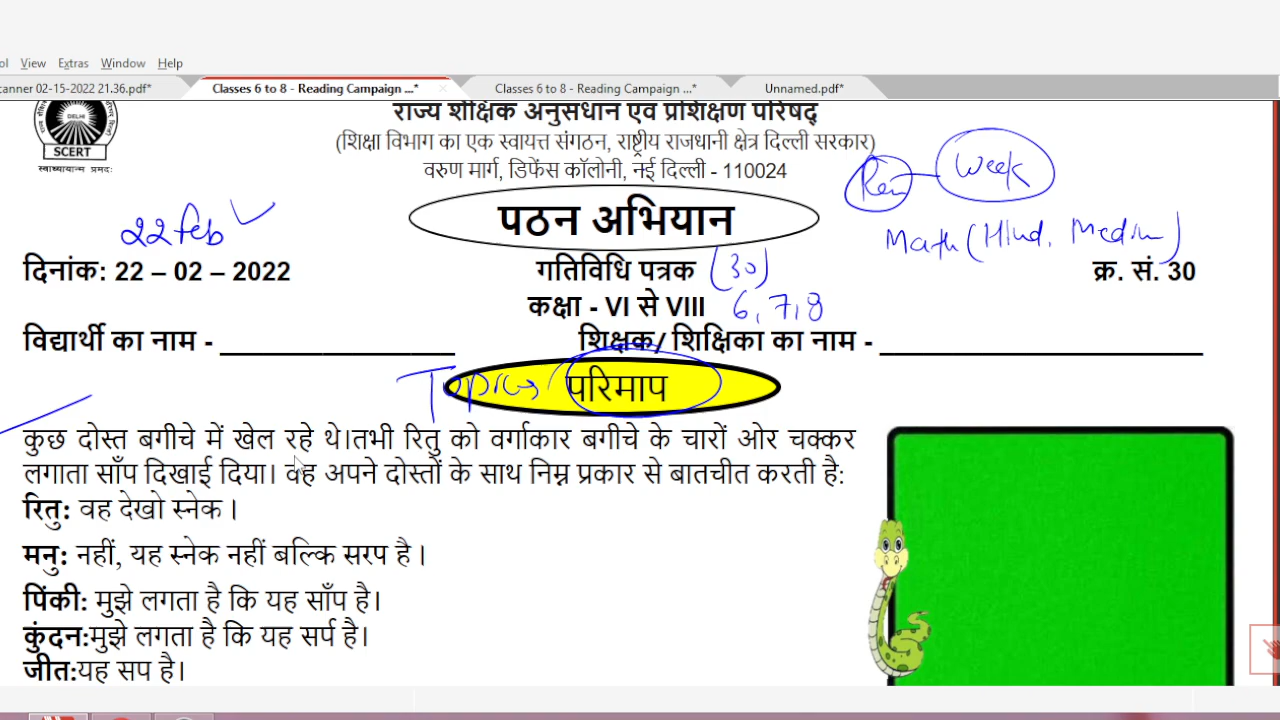 View Extras Window Help
canner 02-15-2022 21.36.pdf* Classes 6 to 8 - Reading Campaign ...* Classes 6 to 8 - Reading Campaign ...* Unnamed.pdf*
राज्य शैक्षिक अनुसंधान एवं प्रशिक्षण परिषद्
(शिक्षा विभाग का एक स्वायत्त संगठन, राष्ट्रीय राजधानी क्षेत्र दिल्ली सरकार)
वरुण मार्ग, डिफेंस कॉलोनी, नई दिल्ली - 110024
DELHI
SCERT
स्वाध्यायान्म प्रमदः
Week
पठन अभियान
22 feb
Math (Hind. Medium)
दिनांक: 22 – 02 – 2022 गतिविधि पत्रक (30) क्र. सं. 30
कक्षा - VI से VIII 6, 7, 8
विद्यार्थी का नाम - _______________ शिक्षक/ शिक्षिका का नाम - _____________________
Topic → परिमाप
कुछ दोस्त बगीचे में खेल रहे थे।तभी रितु को वर्गाकार बगीचे के चारों ओर चक्कर
लगाता साँप दिखाई दिया। वह अपने दोस्तों के साथ निम्न प्रकार से बातचीत करती है:
रितु: वह देखो स्नेक ।
मनु: नहीं, यह स्नेक नहीं बल्कि सरप है ।
पिंकी: मुझे लगता है कि यह साँप है।
कुंदन:मुझे लगता है कि यह सर्प है।
जीत:यह सप है।